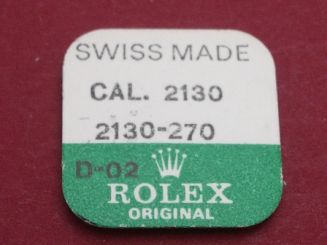 SWISS MADE
CAL. 2130
2130-270
D-02
ROLEX
ORIGINAL